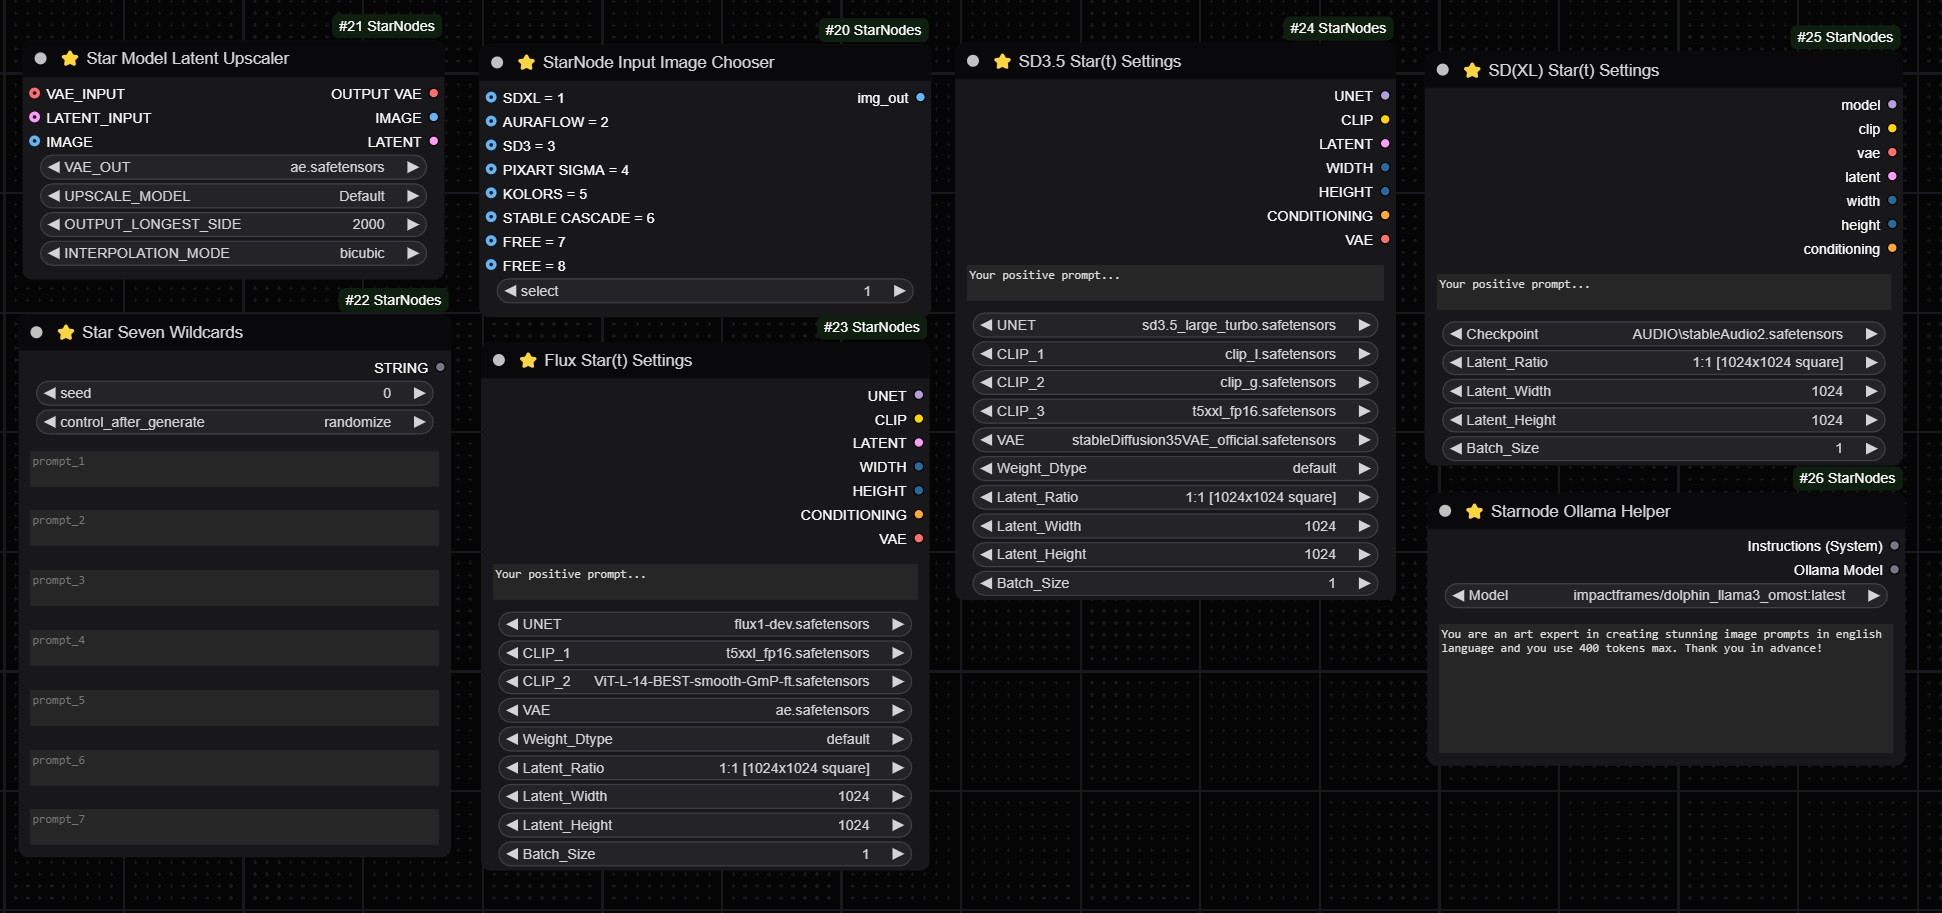 #21 StarNodes
Star Model Latent Upscaler
VAE_INPUT OUTPUT VAE
LATENT_INPUT IMAGE
IMAGE LATENT
VAE_OUT ae.safetensors
UPSCALE_MODEL Default
OUTPUT_LONGEST_SIDE 2000
INTERPOLATION_MODE bicubic
#22 StarNodes
Star Seven Wildcards
STRING
seed 0
control_after_generate randomize
prompt_1
prompt_2
prompt_3
prompt_4
prompt_5
prompt_6
prompt_7
#20 StarNodes
StarNode Input Image Chooser
SDXL = 1 img_out
AURAFLOW = 2
SD3 = 3
PIXART SIGMA = 4
KOLORS = 5
STABLE CASCADE = 6
FREE = 7
FREE = 8
select 1
#23 StarNodes
Flux Star(t) Settings
UNET
CLIP
LATENT
WIDTH
HEIGHT
CONDITIONING
VAE
Your positive prompt...
UNET flux1-dev.safetensors
CLIP_1 t5xxl_fp16.safetensors
CLIP_2 ViT-L-14-BEST-smooth-GmP-ft.safetensors
VAE ae.safetensors
Weight_Dtype default
Latent_Ratio 1:1 [1024x1024 square]
Latent_Width 1024
Latent_Height 1024
Batch_Size 1
#24 StarNodes
SD3.5 Star(t) Settings
UNET
CLIP
LATENT
WIDTH
HEIGHT
CONDITIONING
VAE
Your positive prompt...
UNET sd3.5_large_turbo.safetensors
CLIP_1 clip_l.safetensors
CLIP_2 clip_g.safetensors
CLIP_3 t5xxl_fp16.safetensors
VAE stableDiffusion35VAE_official.safetensors
Weight_Dtype default
Latent_Ratio 1:1 [1024x1024 square]
Latent_Width 1024
Latent_Height 1024
Batch_Size 1
#25 StarNodes
SD(XL) Star(t) Settings
model
clip
vae
latent
width
height
conditioning
Your positive prompt...
Checkpoint AUDIO\stableAudio2.safetensors
Latent_Ratio 1:1 [1024x1024 square]
Latent_Width 1024
Latent_Height 1024
Batch_Size 1
#26 StarNodes
Starnode Ollama Helper
Instructions (System)
Ollama Model
Model impactframes/dolphin_llama3_omost:latest
You are an art expert in creating stunning image prompts in english
language and you use 400 tokens max. Thank you in advance!